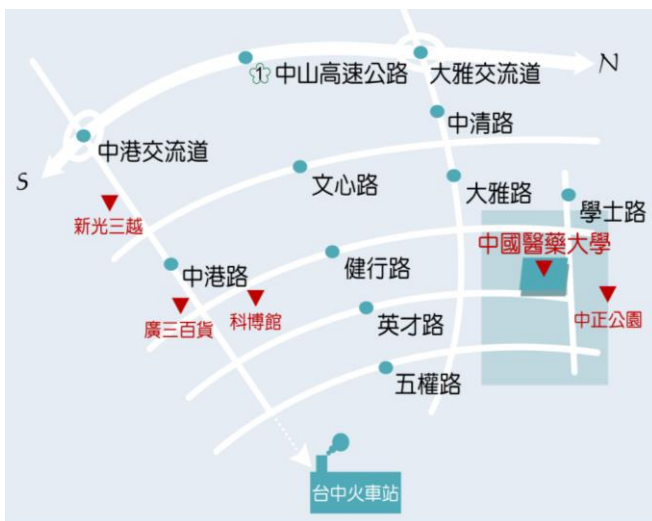 1 中山高速公路
大雅交流道
N
中清路
中港交流道
S
文心路
大雅路
學士路
新光三越
中國醫藥大學
中港路
健行路
廣三百貨
科博館
英才路
中正公園
五權路
台中火車站